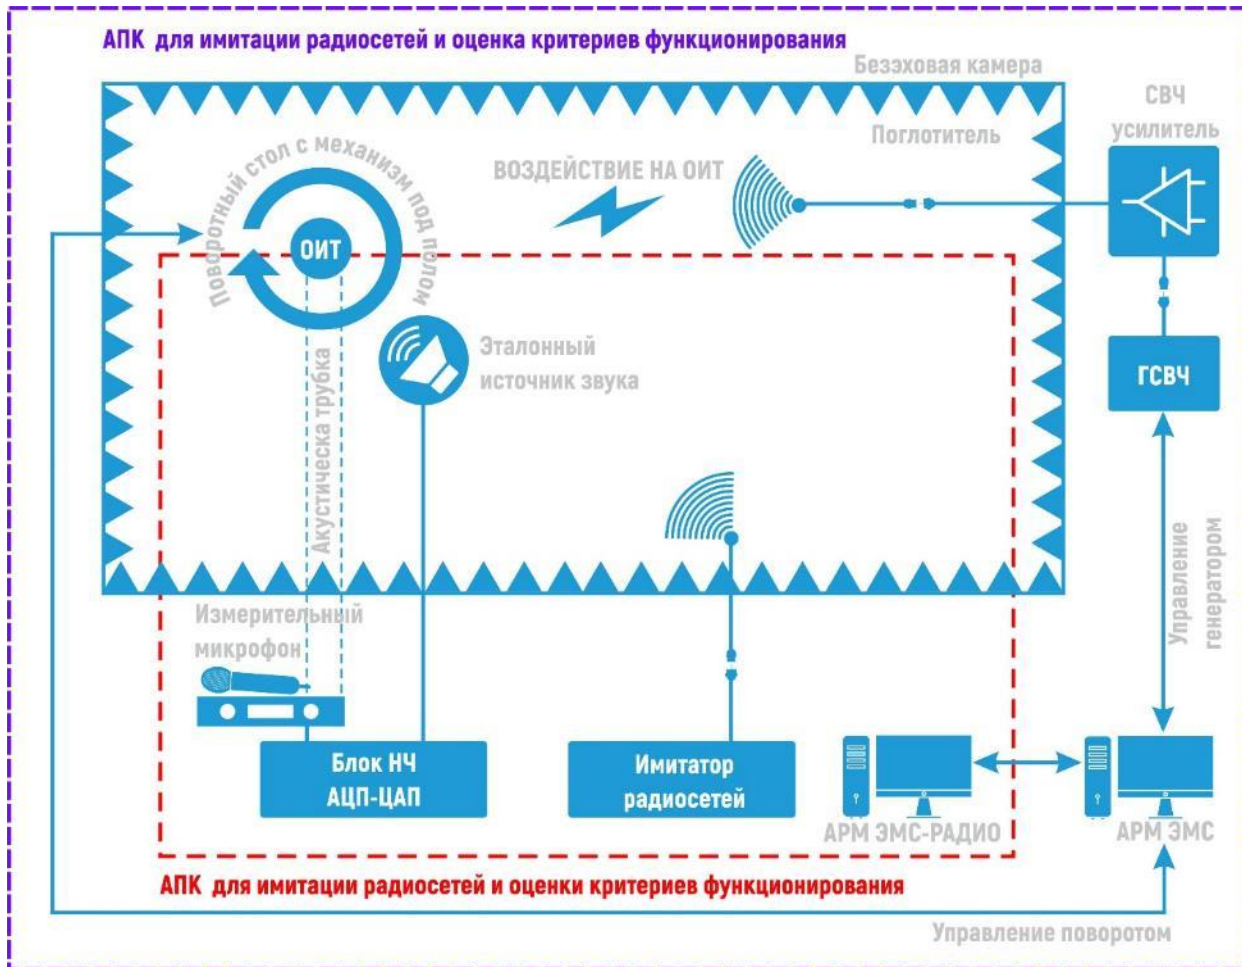 АПК для имитации радиосетей и оценка критериев функционирования
Безэховая камера
СВЧ
усилитель
Поглотитель
Поворотный стол с механизм под полом
ВОЗДЕЙСТВИЕ НА ОИТ
ОИТ
Эталонный
источник звука
ГСВЧ
Акустическа трубка
Управление
генератором
Измерительный
микрофон
Блок НЧ
АЦП-ЦАП
Имитатор
радиосетей
АРМ ЭМС-РАДИО
АРМ ЭМС
АПК для имитации радиосетей и оценки критериев функционирования
Управление поворотом